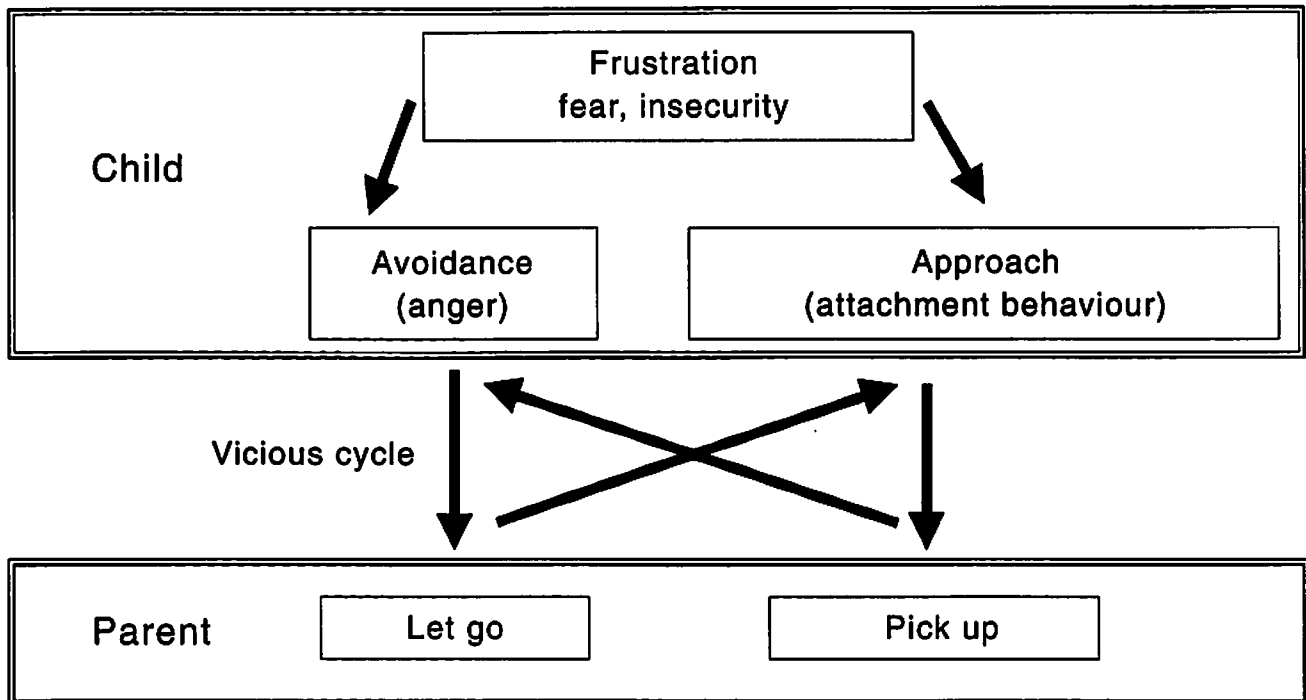 Frustration
fear, insecurity
Child
Avoidance
(anger)
Approach
(attachment behaviour)
Vicious cycle
Parent
Let go
Pick up